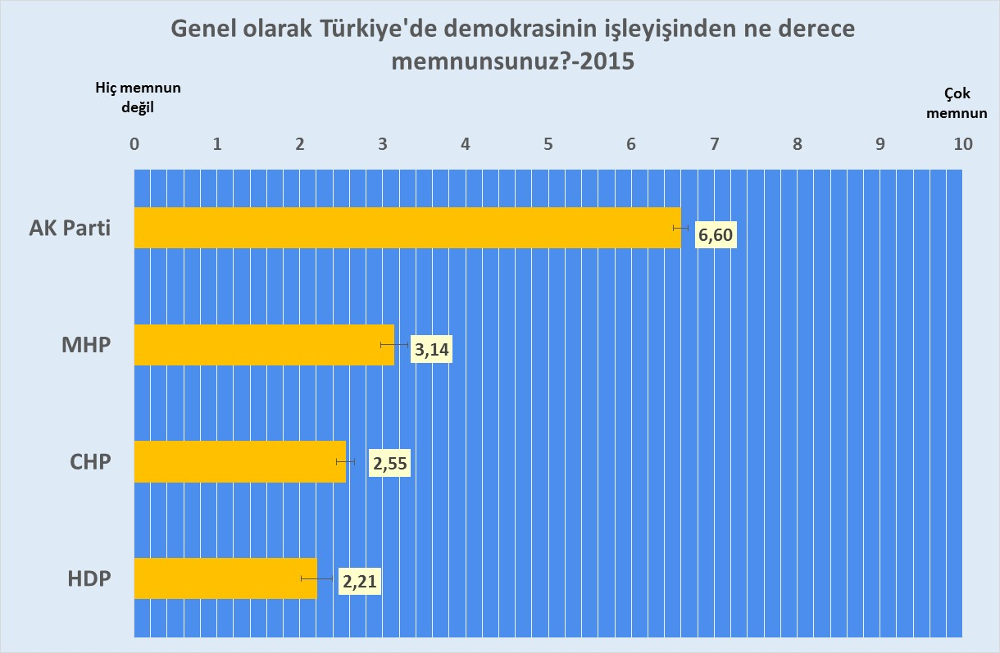 Genel olarak Türkiye'de demokrasinin işleyişinden ne derece
memnunsunuz?-2015
Hiç memnun
değil
Çok
memnun
0 1 2 3 4 5 6 7 8 9 10
AK Parti 6,60
MHP 3,14
CHP 2,55
HDP 2,21